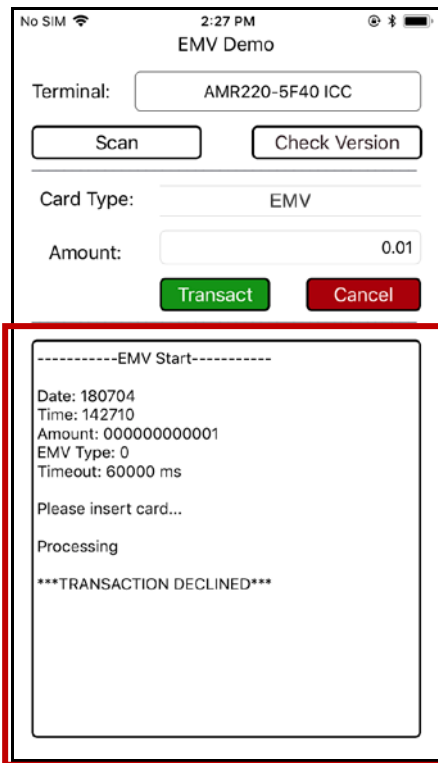 No SIM 2:27 PM
EMV Demo
Terminal: AMR220-5F40 ICC
Scan Check Version
Card Type: EMV
Amount: 0.01
Transact Cancel
-----------EMV Start-----------
Date: 180704
Time: 142710
Amount: 000000000001
EMV Type: 0
Timeout: 60000 ms
Please insert card...
Processing
***TRANSACTION DECLINED***